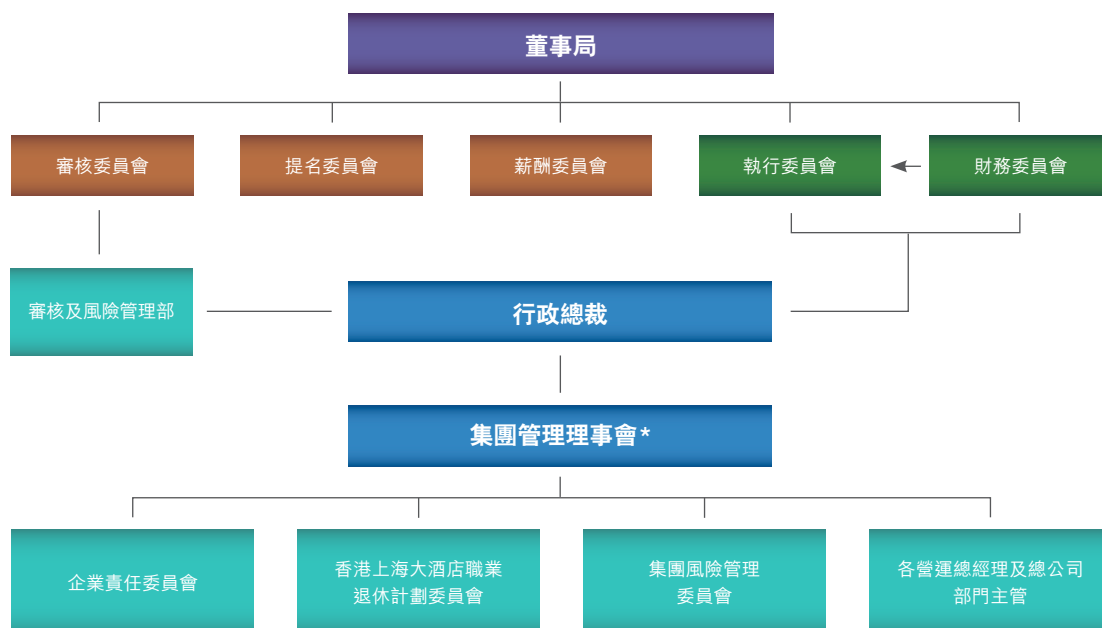 董事局
審核委員會
提名委員會
薪酬委員會
執行委員會
財務委員會
審核及風險管理部
行政總裁
集團管理理事會*
企業責任委員會
香港上海大酒店職業
退休計劃委員會
集團風險管理
委員會
各營運總經理及總公司
部門主管